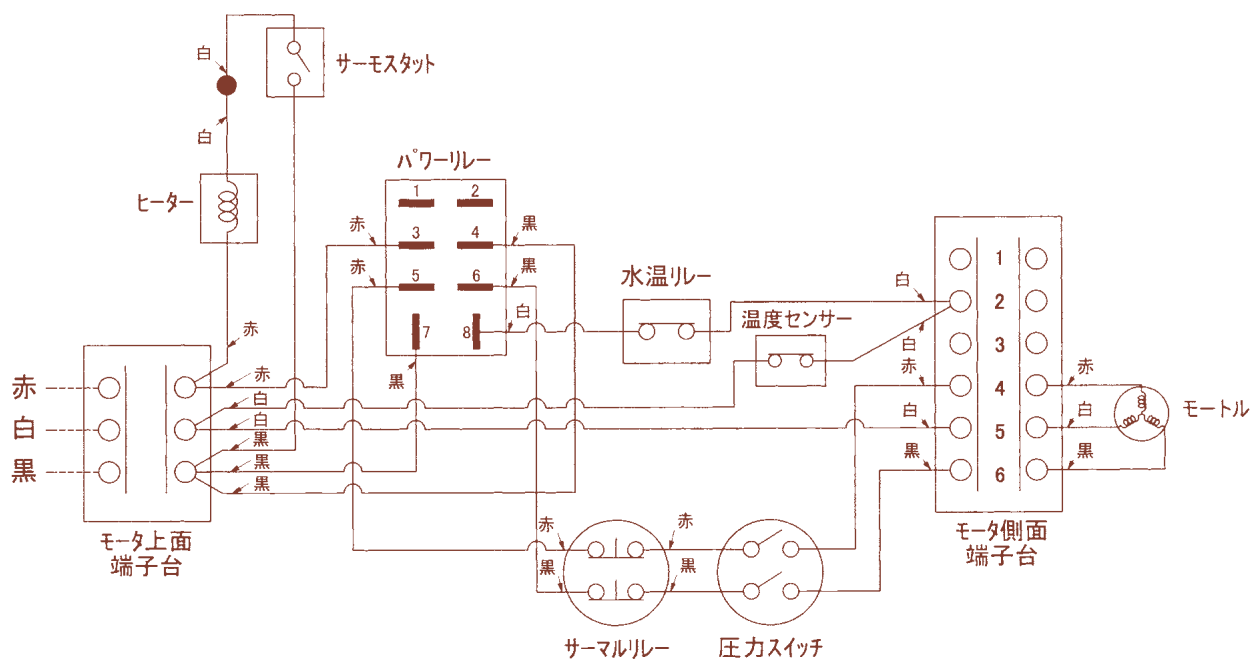 白
サーモスタット
白
ヒーター
パワーリレー
1
2
赤
3
4
黒
赤
5
6
黒
7
8
白
黒
水温リレー
温度センサー
白
白
赤
白
黒
1
2
3
4
5
6
赤
白
黒
モートル
赤
赤
白
白
黒
黒
黒
赤
白
黒
モータ上面
端子台
モータ側面
端子台
赤
赤
黒
黒
サーマルリレー
圧力スイッチ